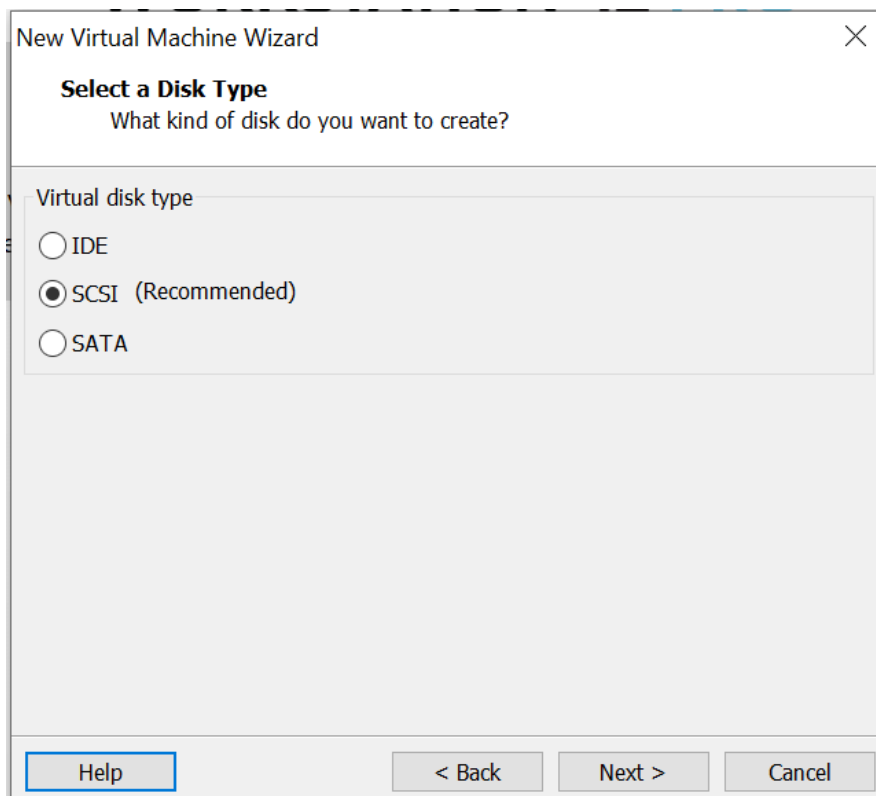 New Virtual Machine Wizard
Select a Disk Type
What kind of disk do you want to create?
Virtual disk type
IDE
SCSI (Recommended)
SATA
Help
< Back
Next >
Cancel